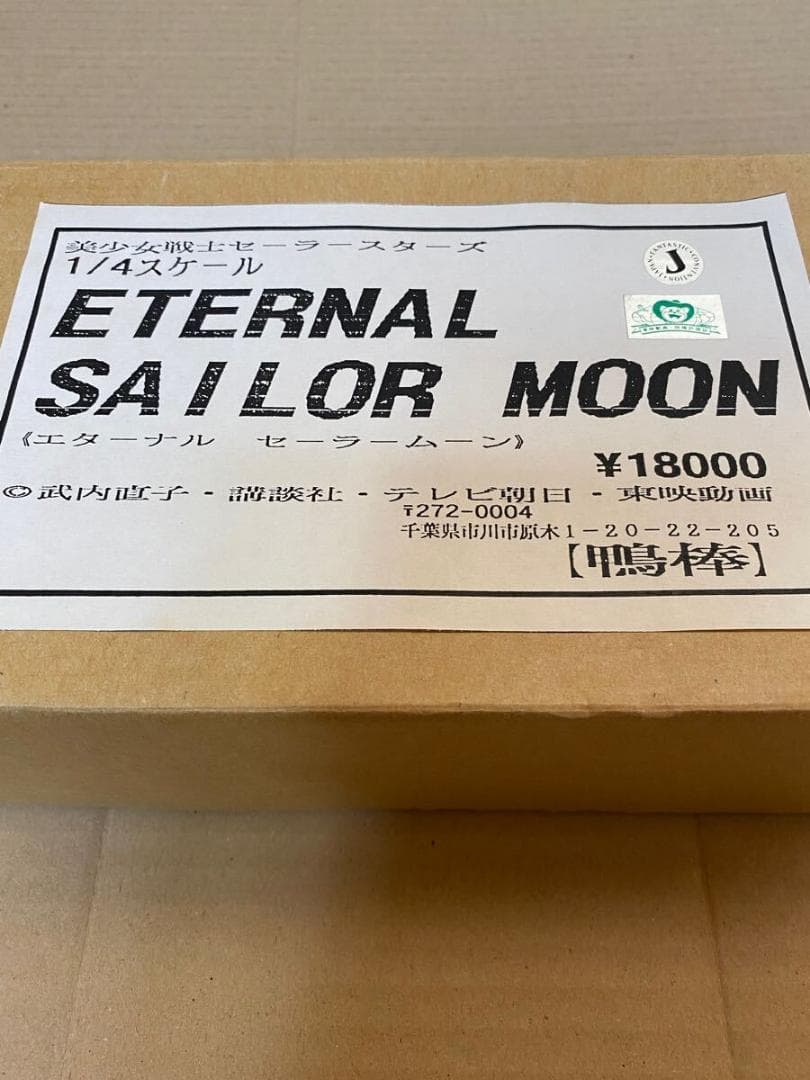 美少女戦士セーラースターズ
1/4スケール
ETERNAL
SAILOR MOON
《エターナル セーラームーン》
¥18000
©武内直子・講談社・テレビ朝日・東映動画
〒272-0004
千葉県市川市原木1-20-22-205
【鴨棒】
J
JAPAN・FANTASTIC・CONVENTION